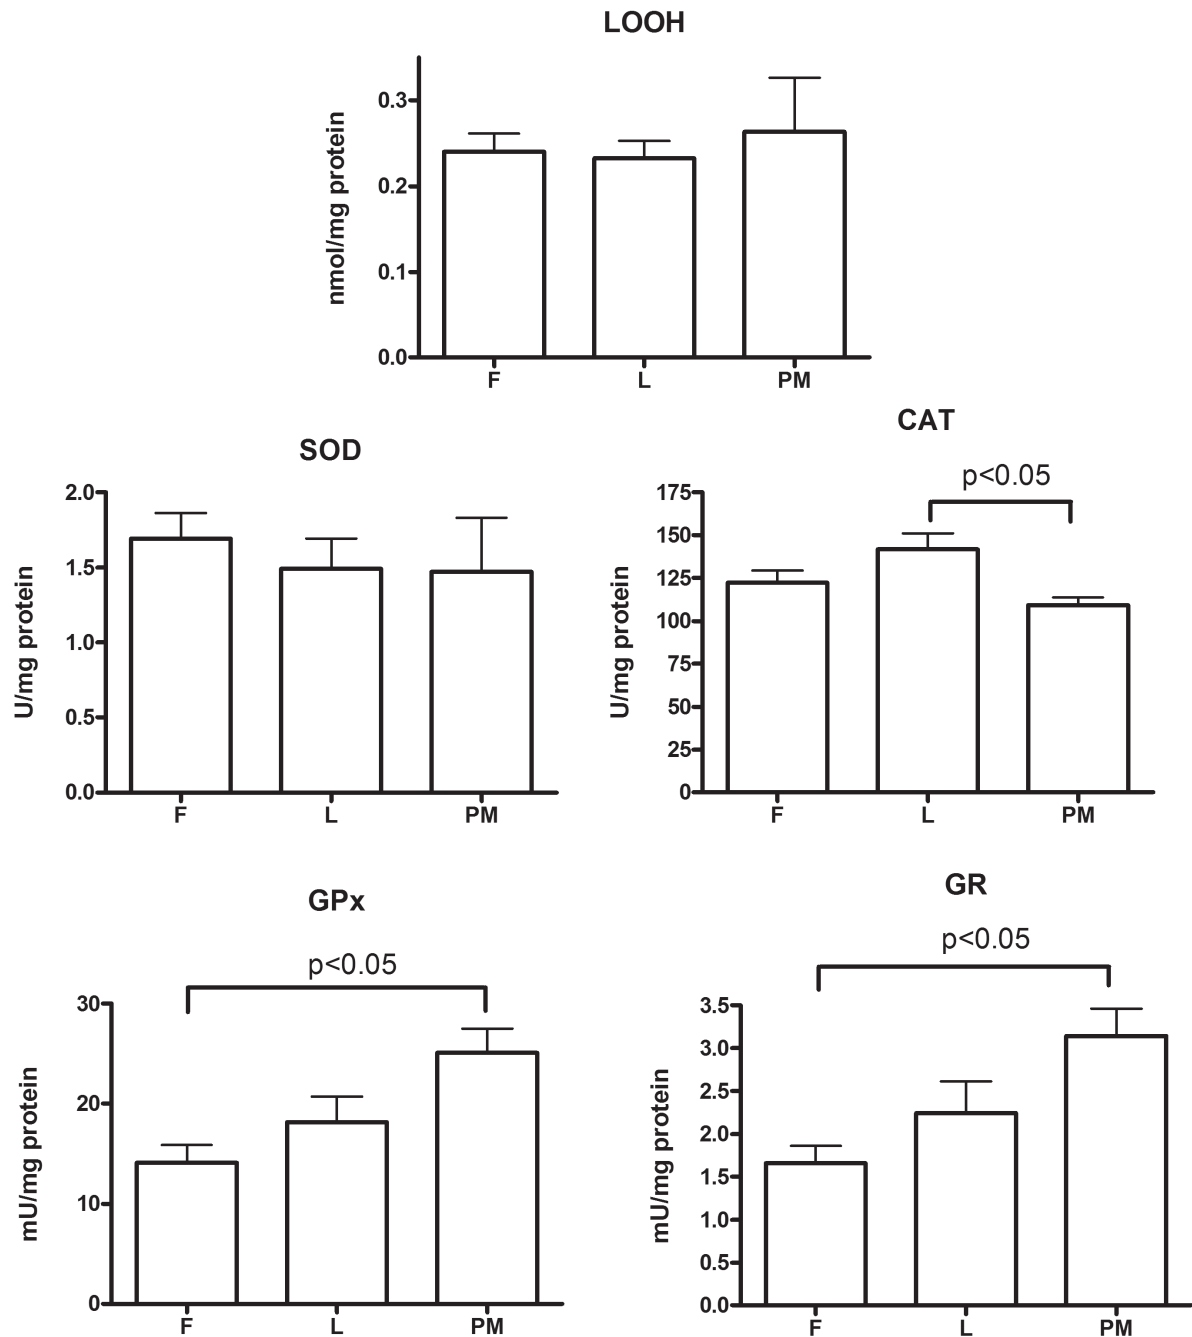 LOOH
nmol/mg protein
0.3
0.2
0.1
0.0
F L PM
SOD
U/mg protein
2.0
1.5
1.0
0.5
0.0
F L PM
CAT
p<0.05
U/mg protein
175
150
125
100
75
50
25
0
F L PM
GPx
p<0.05
mU/mg protein
30
20
10
0
F L PM
GR
p<0.05
mU/mg protein
3.5
3.0
2.5
2.0
1.5
1.0
0.5
0.0
F L PM